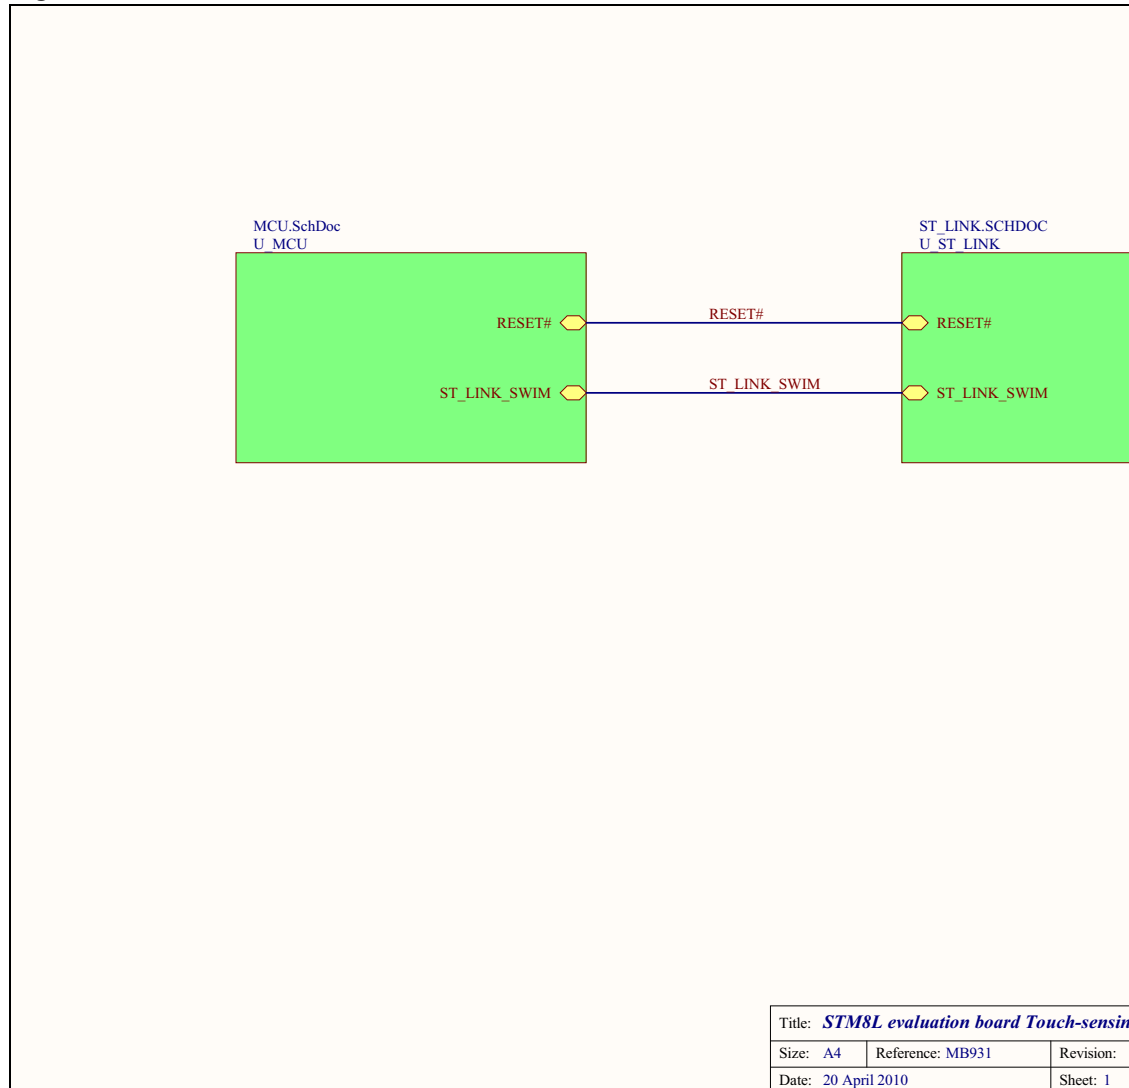 MCU.SchDoc
U_MCU
ST_LINK.SCHDOC
U_ST_LINK
RESET#
RESET#
RESET#
ST_LINK_SWIM
ST_LINK_SWIM
ST_LINK_SWIM
Title: STM8L evaluation board Touch-sensin
Size: A4 Reference: MB931 Revision:
Date: 20 April 2010 Sheet: 1